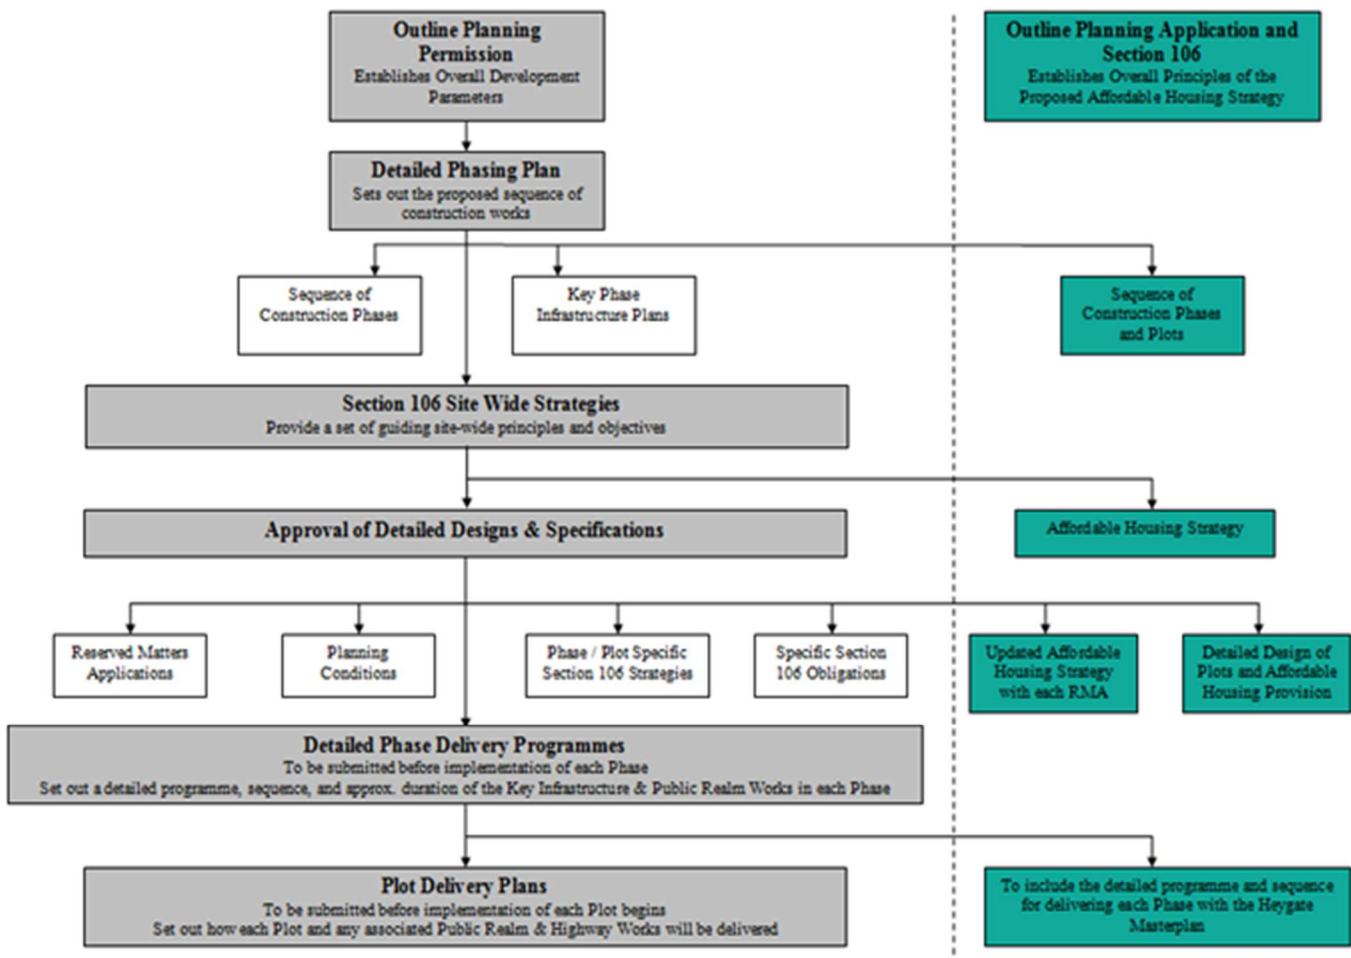 Outline Planning
Permission
Establishes Overall Development
Parameters
Outline Planning Application and
Section 106
Establishes Overall Principles of the
Proposed Affordable Housing Strategy
Detailed Phasing Plan
Sets out the proposed sequence of
construction works
Sequence of
Construction Phases
Key Phase
Infrastructure Plans
Sequence of
Construction Phases
and Plots
Section 106 Site Wide Strategies
Provide a set of guiding site-wide principles and objectives
Approval of Detailed Designs & Specifications
Affordable Housing Strategy
Reserved Matters
Applications
Planning
Conditions
Phase / Plot Specific
Section 106 Strategies
Specific Section
106 Obligations
Updated Affordable
Housing Strategy
with each RMA
Detailed Design of
Plots and Affordable
Housing Provision
Detailed Phase Delivery Programmes
To be submitted before implementation of each Phase
Set out a detailed programme, sequence, and approx. duration of the Key Infrastructure & Public Realm Works in each Phase
Plot Delivery Plans
To be submitted before implementation of each Plot begins
Set out how each Plot and any associated Public Realm & Highway Works will be delivered
To include the detailed programme and sequence
for delivering each Phase with the Heygate
Masterplan